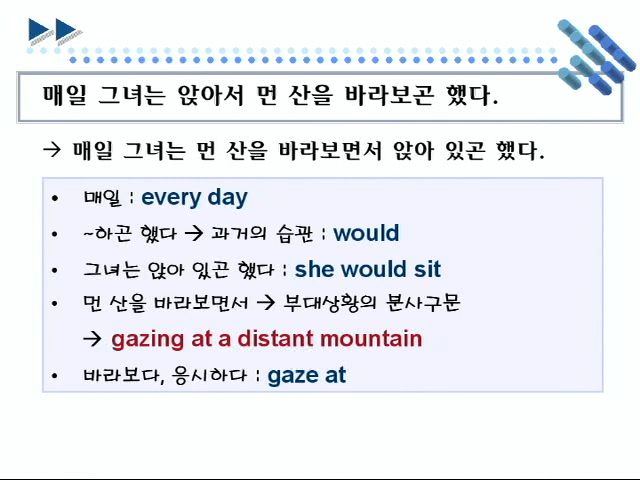 매일 그녀는 앉아서 먼 산을 바라보곤 했다.
→ 매일 그녀는 먼 산을 바라보면서 앉아 있곤 했다.
• 매일 : every day
• ~하곤 했다 → 과거의 습관 : would
• 그녀는 앉아 있곤 했다 : she would sit
• 먼 산을 바라보면서 → 부대상황의 분사구문
→ gazing at a distant mountain
• 바라보다, 응시하다 : gaze at